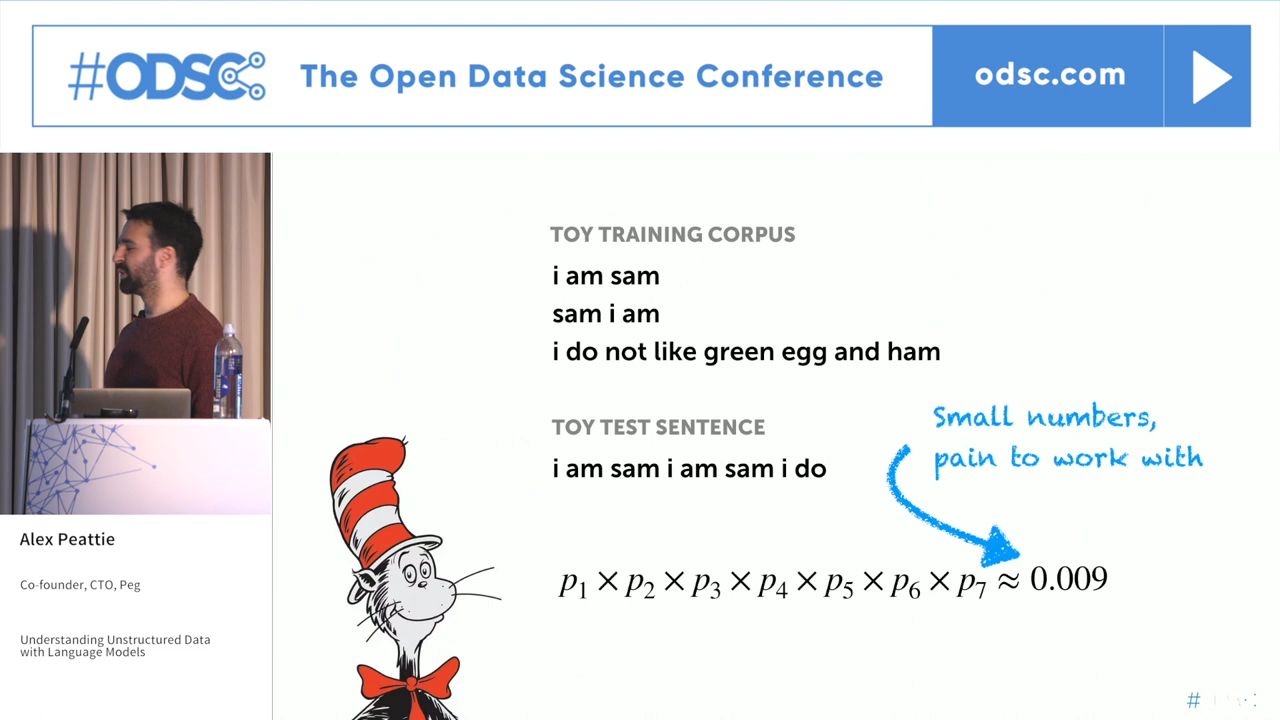 #ODSC
The Open Data Science Conference
odsc.com
TOY TRAINING CORPUS
i am sam
sam i am
i do not like green egg and ham
TOY TEST SENTENCE
i am sam i am sam i do
Small numbers,
pain to work with
p₁ × p₂ × p₃ × p₄ × p₅ × p₆ × p₇ ≈ 0.009
Alex Peattie
Co-founder, CTO, Peg
Understanding Unstructured Data
with Language Models
#